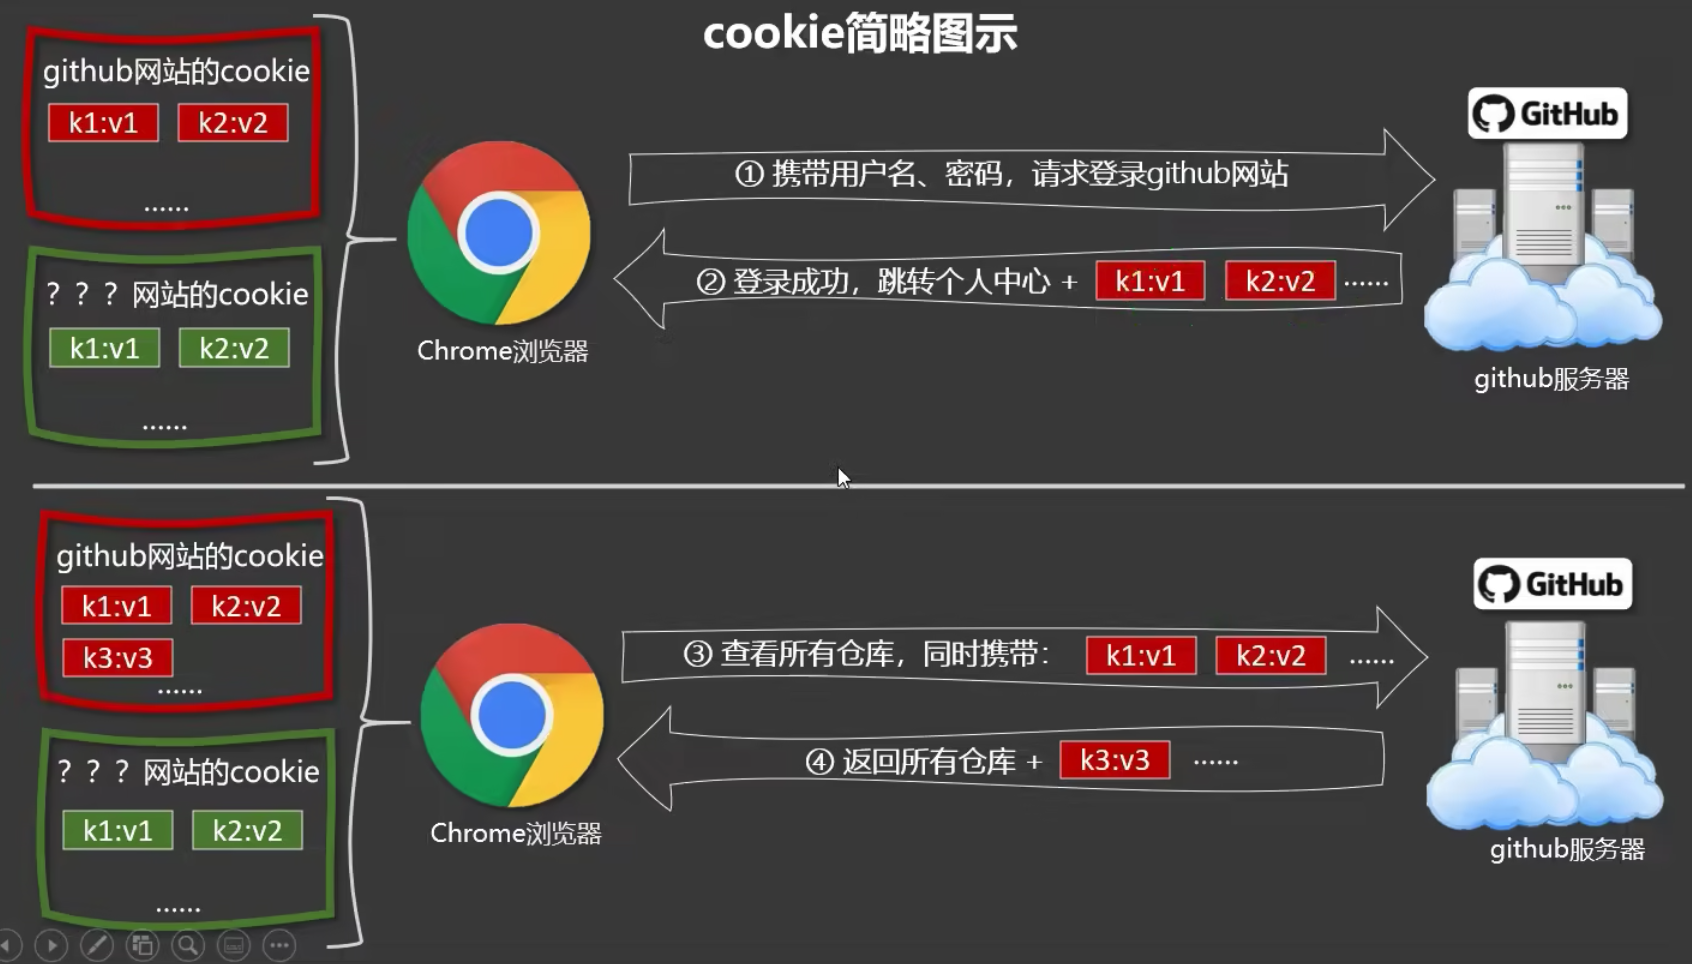 cookie简略图示
github网站的cookie
k1:v1 k2:v2
......
? ? ? 网站的cookie
k1:v1 k2:v2
......
Chrome浏览器
① 携带用户名、密码，请求登录github网站
② 登录成功，跳转个人中心 + k1:v1 k2:v2 ......
GitHub
github服务器
github网站的cookie
k1:v1 k2:v2
k3:v3
......
? ? ? 网站的cookie
k1:v1 k2:v2
......
Chrome浏览器
③ 查看所有仓库，同时携带： k1:v1 k2:v2 ......
④ 返回所有仓库 + k3:v3 ......
GitHub
github服务器